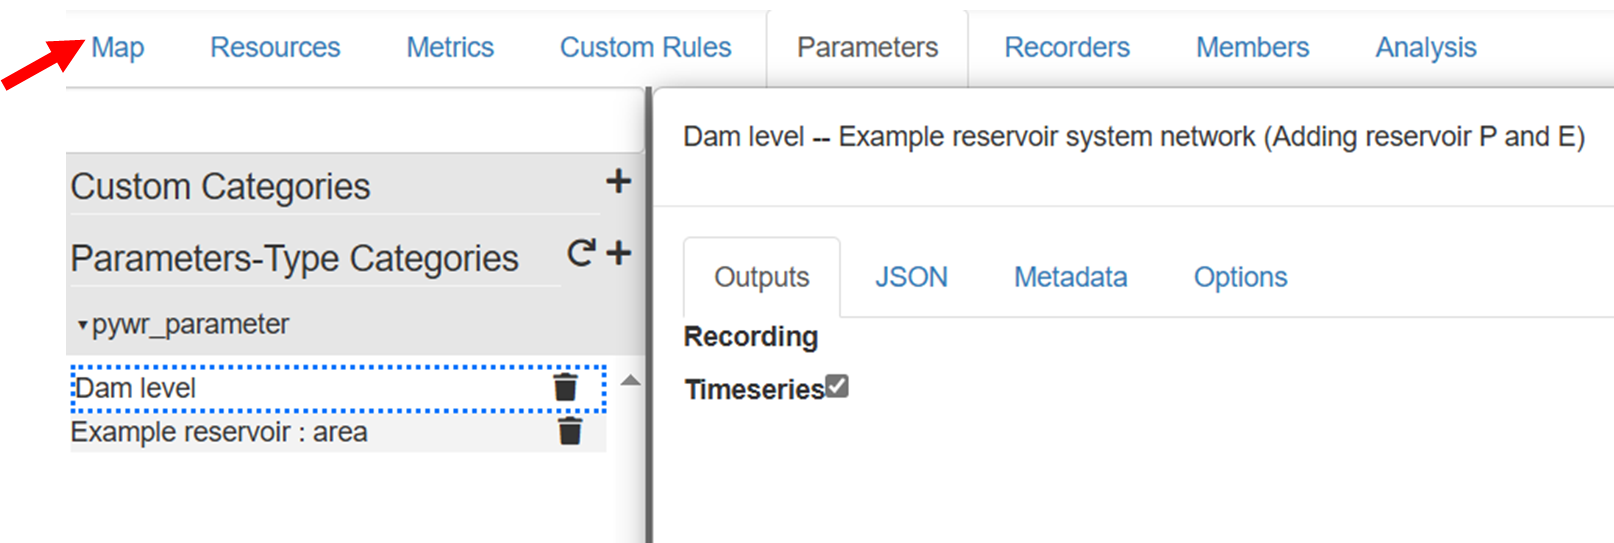 Map Resources Metrics Custom Rules Parameters Recorders Members Analysis
Dam level -- Example reservoir system network (Adding reservoir P and E)
Custom Categories
Parameters-Type Categories
pywr_parameter
Dam level
Example reservoir : area
Outputs JSON Metadata Options
Recording
Timeseries